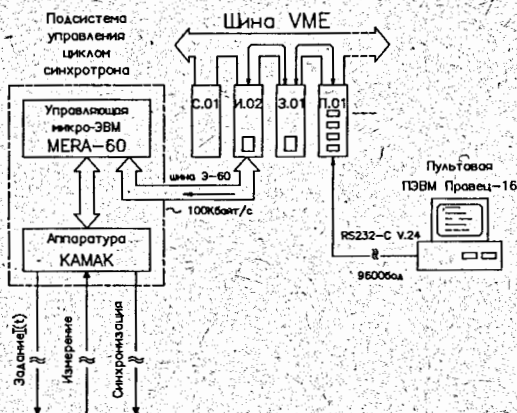 Подсистема
управления
циклом
синхротрона
Шина VME
С.01
И.02
З.01
П.01
Управляющая
микро-ЭВМ
MERA-60
шина Э-60
~ 100Кбайт/с
Пультовая
ПЭВМ Правец-16
RS232-C V.24
9600бод
Аппаратура
КАМАК
Задание I(t)
Измерение
Синхронизация